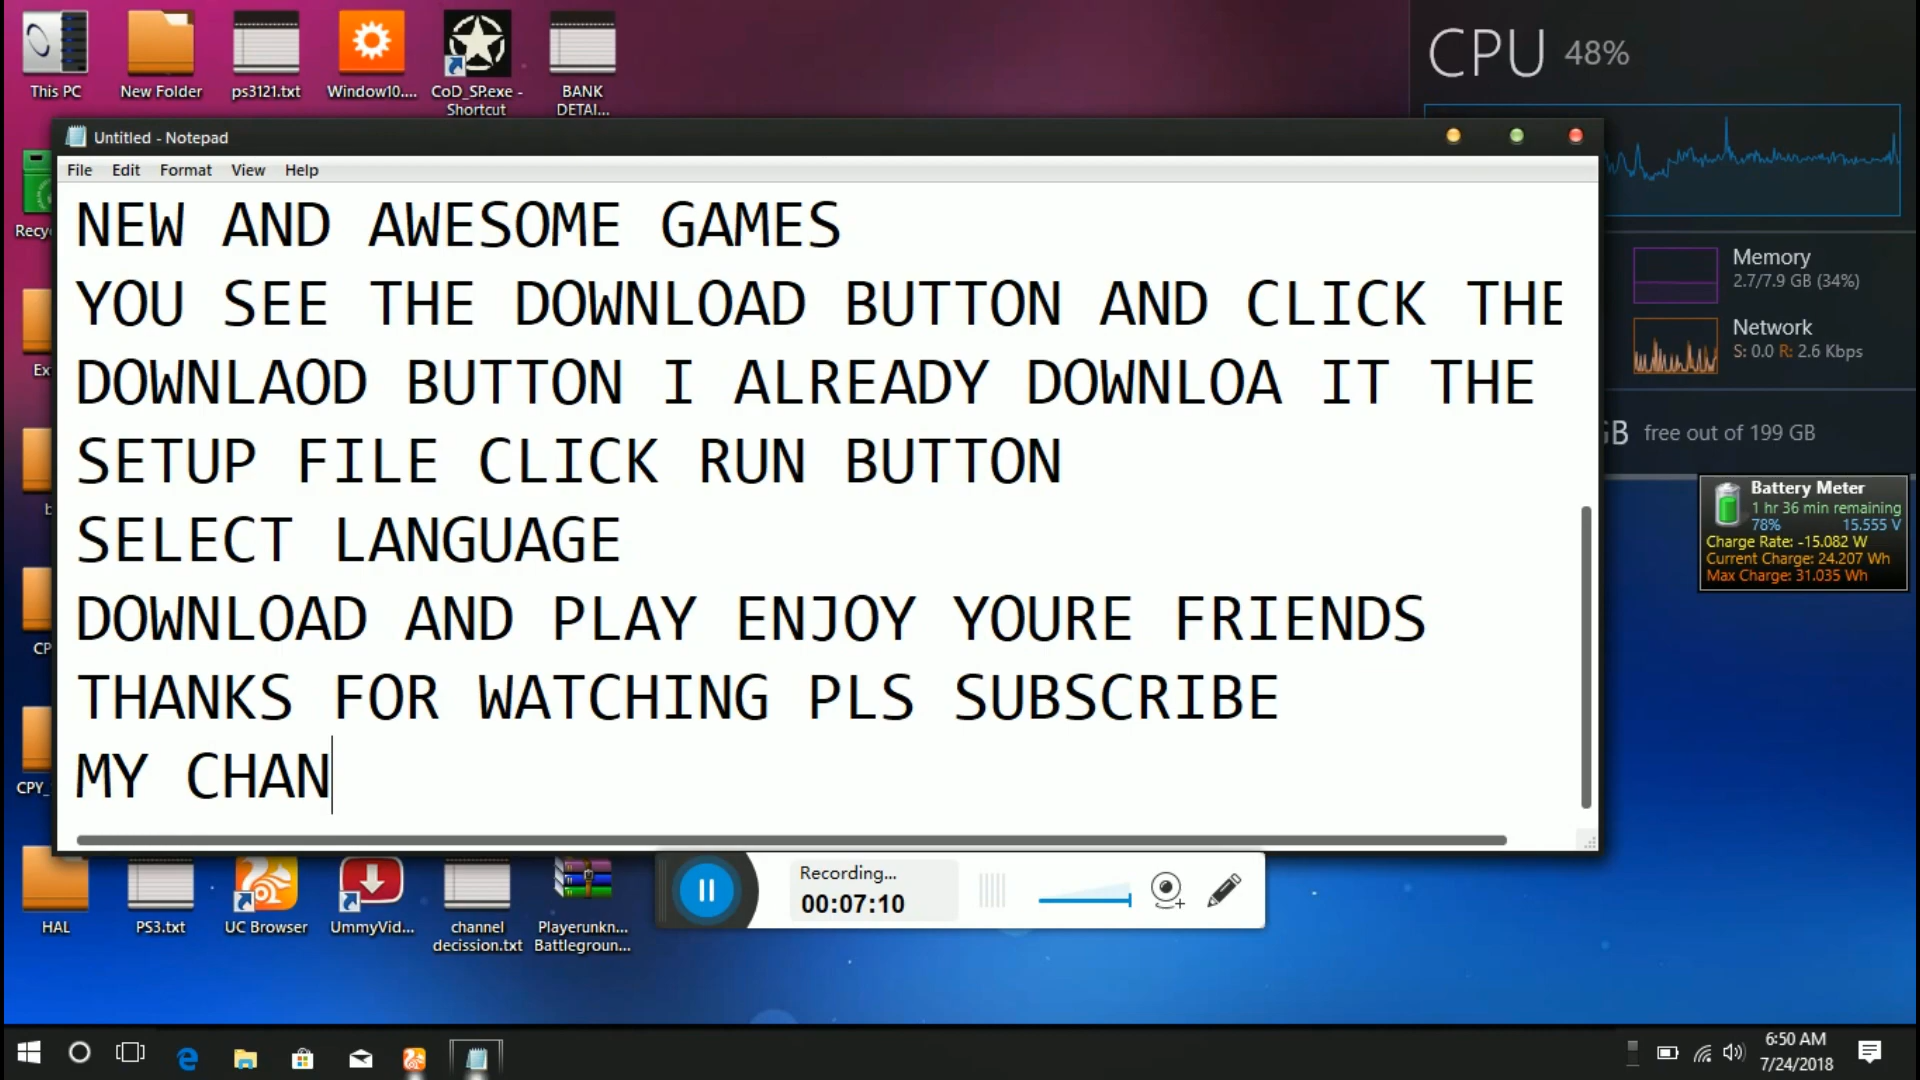 This PC
New Folder
ps3121.txt
Window10....
CoD_SP.exe -
Shortcut
BANK
DETAI...
CPU 48%
Untitled - Notepad
File Edit Format View Help
NEW AND AWESOME GAMES
YOU SEE THE DOWNLOAD BUTTON AND CLICK THE
DOWNLAOD BUTTON I ALREADY DOWNLOA IT THE
SETUP FILE CLICK RUN BUTTON
SELECT LANGUAGE
DOWNLOAD AND PLAY ENJOY YOURE FRIENDS
THANKS FOR WATCHING PLS SUBSCRIBE
MY CHAN
Memory
2.7/7.9 GB (34%)
Network
S: 0.0 R: 2.6 Kbps
GB free out of 199 GB
Battery Meter
1 hr 36 min remaining
78% 15.555 V
Charge Rate: -15.082 W
Current Charge: 24.207 Wh
Max Charge: 31.035 Wh
Recy
Ex
b
CP
CPY_
Recording...
00:07:10
HAL
PS3.txt
UC Browser
UmmyVid...
channel
decission.txt
Playerunkn...
Battlegroun...
6:50 AM
7/24/2018